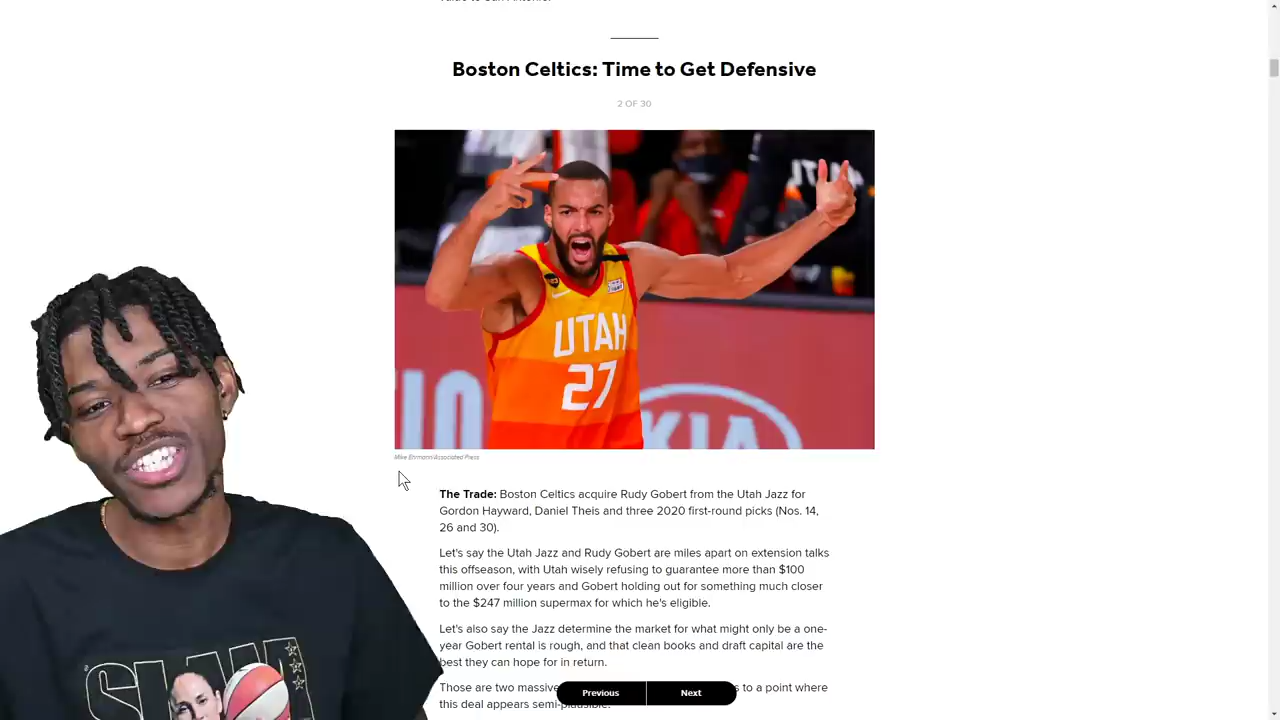 Boston Celtics: Time to Get Defensive
2 OF 30
UTAH
27
KIA
Mike Ehrmann/Associated Press
The Trade: Boston Celtics acquire Rudy Gobert from the Utah Jazz for
Gordon Hayward, Daniel Theis and three 2020 first-round picks (Nos. 14,
26 and 30).
Let's say the Utah Jazz and Rudy Gobert are miles apart on extension talks
this offseason, with Utah wisely refusing to guarantee more than $100
million over four years and Gobert holding out for something much closer
to the $247 million supermax for which he's eligible.
Let's also say the Jazz determine the market for what might only be a one-
year Gobert rental is rough, and that clean books and draft capital are the
best they can hope for in return.
Those are two massive
to a point where
this deal appears semi-plausible.
Previous
Next
SLAM